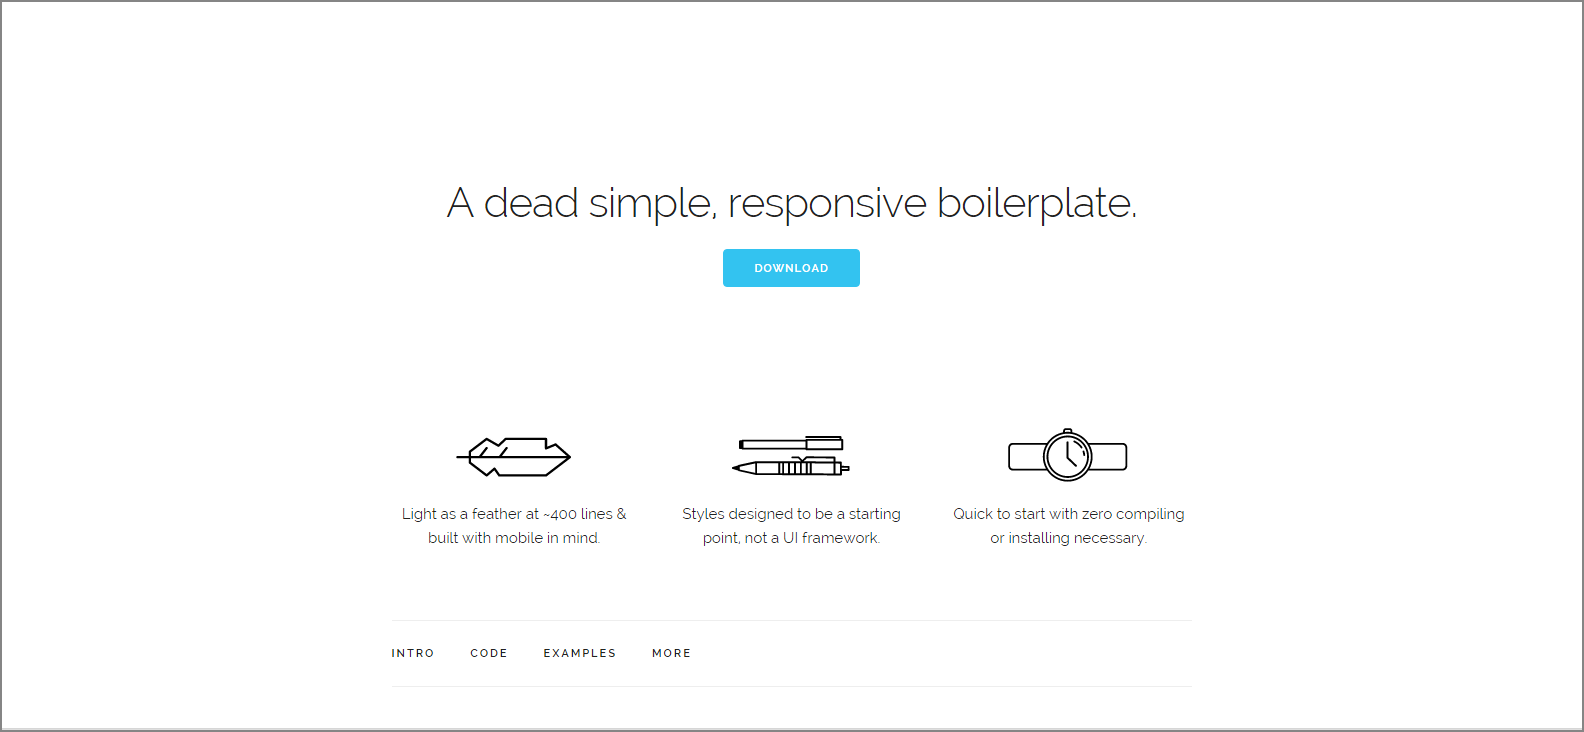 A dead simple, responsive boilerplate.
DOWNLOAD
Light as a feather at ~400 lines &
built with mobile in mind.
Styles designed to be a starting
point, not a UI framework.
Quick to start with zero compiling
or installing necessary.
INTRO CODE EXAMPLES MORE